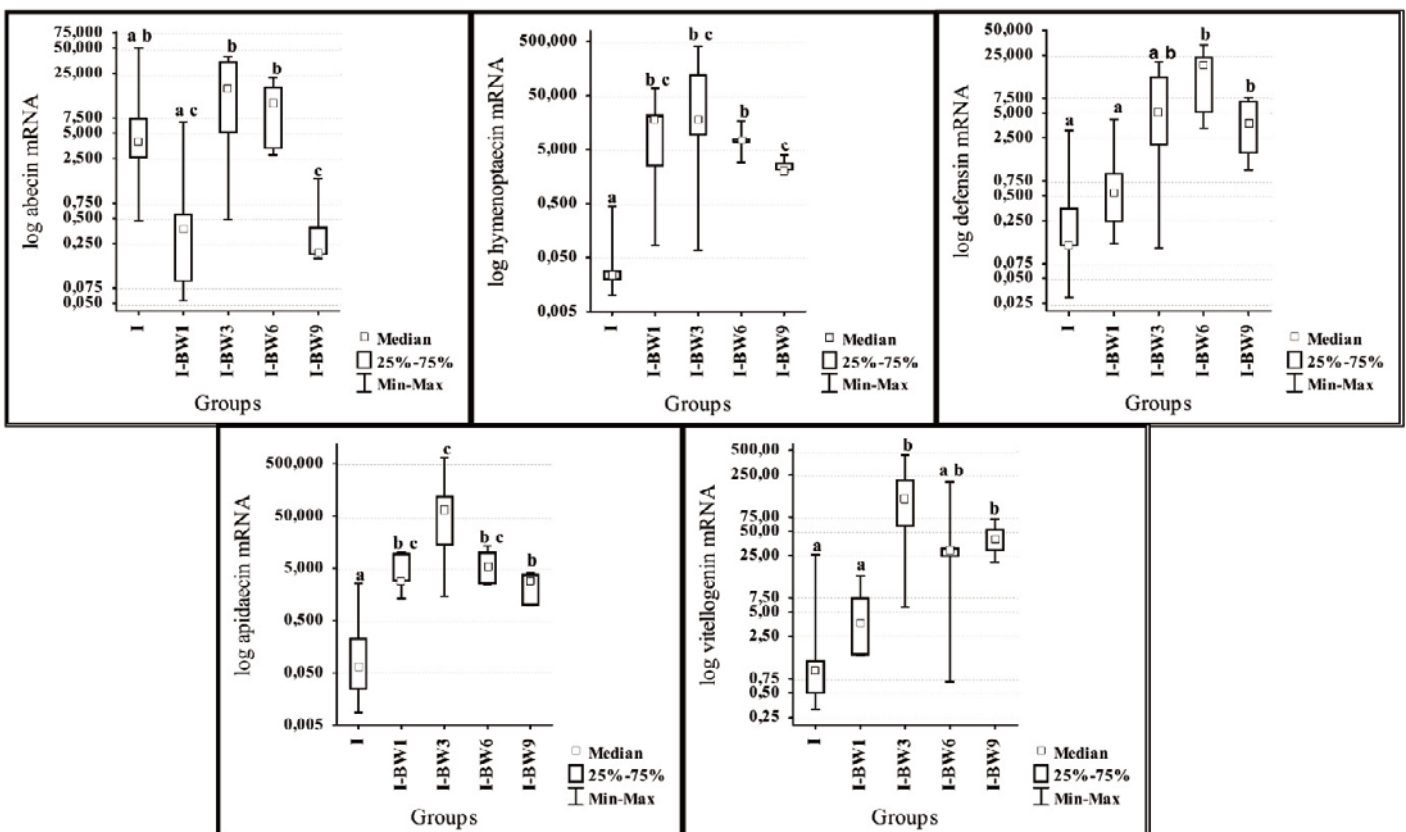 log abecin mRNA
75,000
50,000
25,000
7,500
5,000
2,500
0,750
0,500
0,250
0,075
0,050
a b
a c
b
b
c
I
I-BW1
I-BW3
I-BW6
I-BW9
Groups
Median
25%-75%
Min-Max
log hymenoptaecin mRNA
500,000
50,000
5,000
0,500
0,050
0,005
a
b c
b c
b
c
I
I-BW1
I-BW3
I-BW6
I-BW9
Groups
Median
25%-75%
Min-Max
log defensin mRNA
50,000
25,000
7,500
5,000
2,500
0,750
0,500
0,250
0,075
0,050
0,025
a
a
a b
b
b
I
I-BW1
I-BW3
I-BW6
I-BW9
Groups
Median
25%-75%
Min-Max
log apidaecin mRNA
500,000
50,000
5,000
0,500
0,050
0,005
a
b c
c
b c
b
I
I-BW1
I-BW3
I-BW6
I-BW9
Groups
Median
25%-75%
Min-Max
log vitellogenin mRNA
500,00
250,00
75,00
50,00
25,00
7,50
5,00
2,50
0,75
0,50
0,25
a
a
b
a b
b
I
I-BW1
I-BW3
I-BW6
I-BW9
Groups
Median
25%-75%
Min-Max